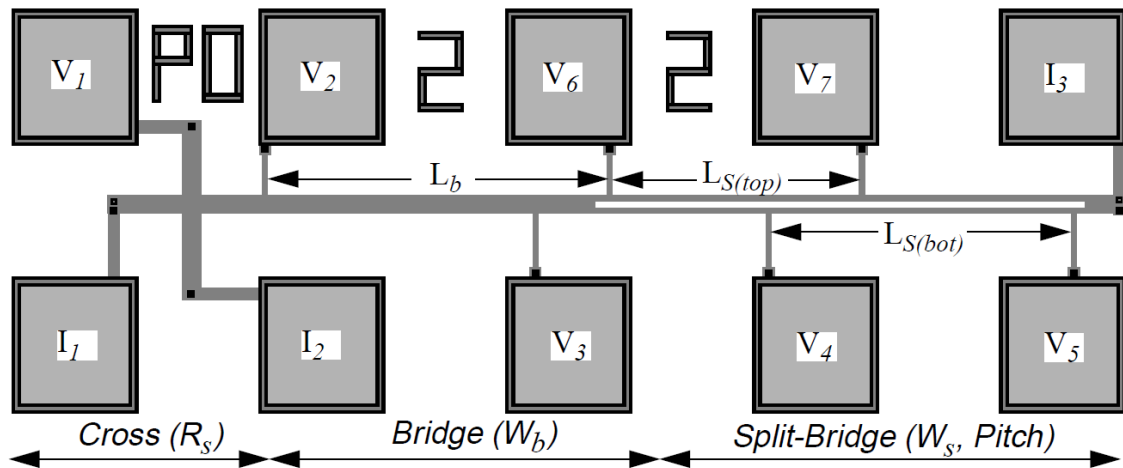 V1 PO V2 2 V6 2 V7 I3
Lb LS(top)
LS(bot)
I1 I2 V3 V4 V5
Cross (Rs) Bridge (Wb) Split-Bridge (Ws, Pitch)